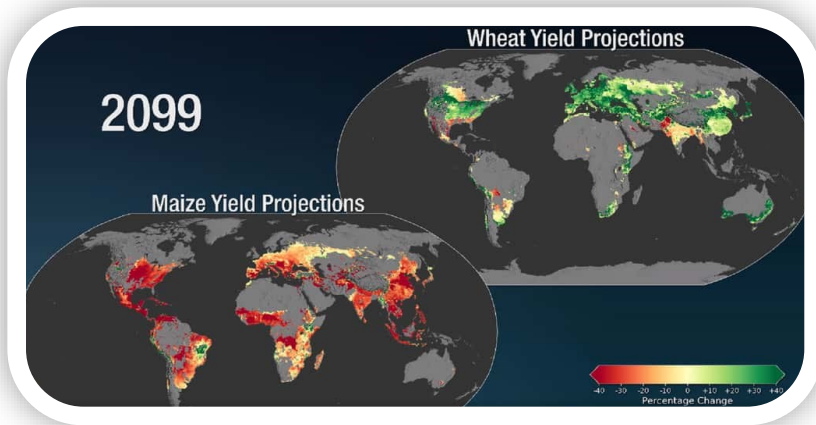 Wheat Yield Projections
2099
Maize Yield Projections
-40 -30 -20 -10 0 +10 +20 +30 +40
Percentage Change